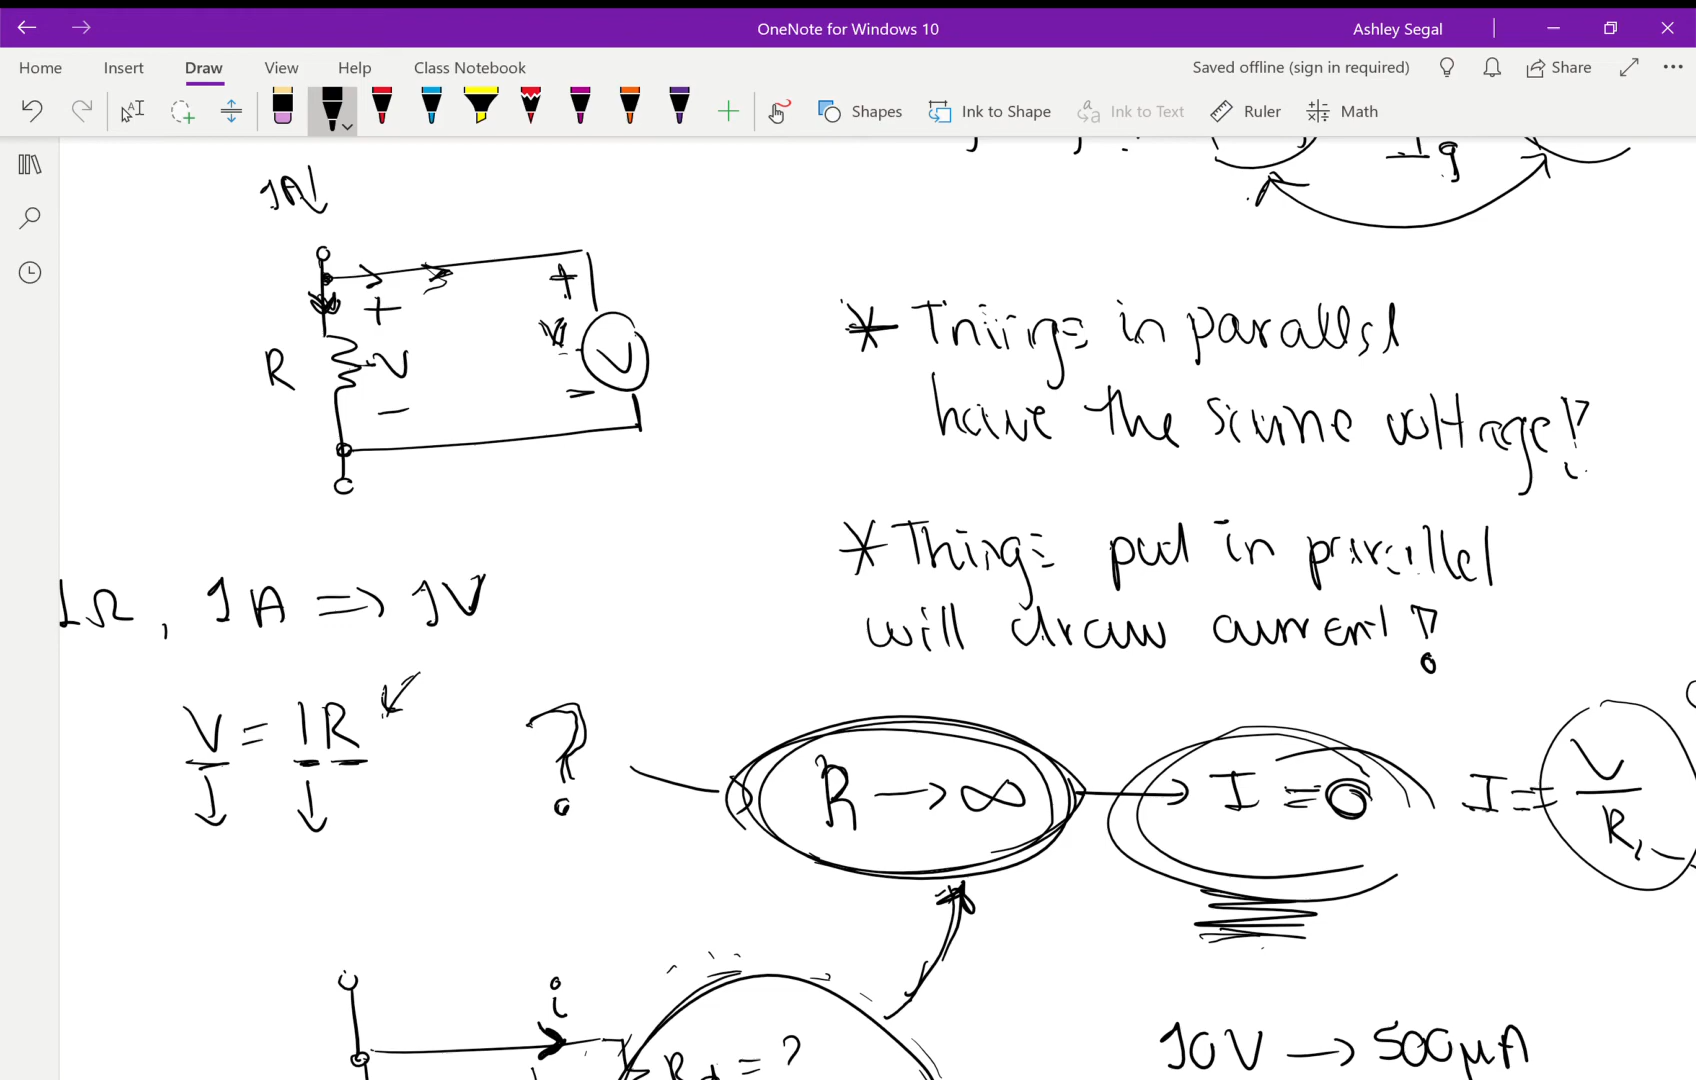 OneNote for Windows 10
Ashley Segal
Home Insert Draw View Help Class Notebook
Saved offline (sign in required) Share
Shapes Ink to Shape Ink to Text Ruler Math
1A↓
+ +
R V V V
− −
* Things in parallel
have the same voltage!
* Things put in parallel
will draw current!
1Ω, 1A => 1V
V = IR ?
R → ∞ → I = 0 I = V/R
i
10V → 500μA
= ?